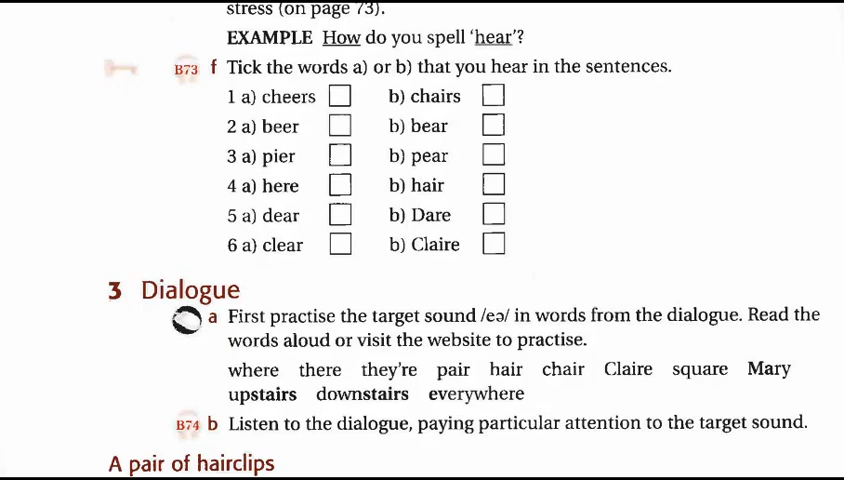 stress (on page 73).
EXAMPLE How do you spell 'hear'?
B73 f Tick the words a) or b) that you hear in the sentences.
1 a) cheers b) chairs
2 a) beer b) bear
3 a) pier b) pear
4 a) here b) hair
5 a) dear b) Dare
6 a) clear b) Claire
3 Dialogue
a First practise the target sound /eə/ in words from the dialogue. Read the
words aloud or visit the website to practise.
where there they're pair hair chair Claire square Mary
upstairs downstairs everywhere
B74 b Listen to the dialogue, paying particular attention to the target sound.
A pair of hairclips